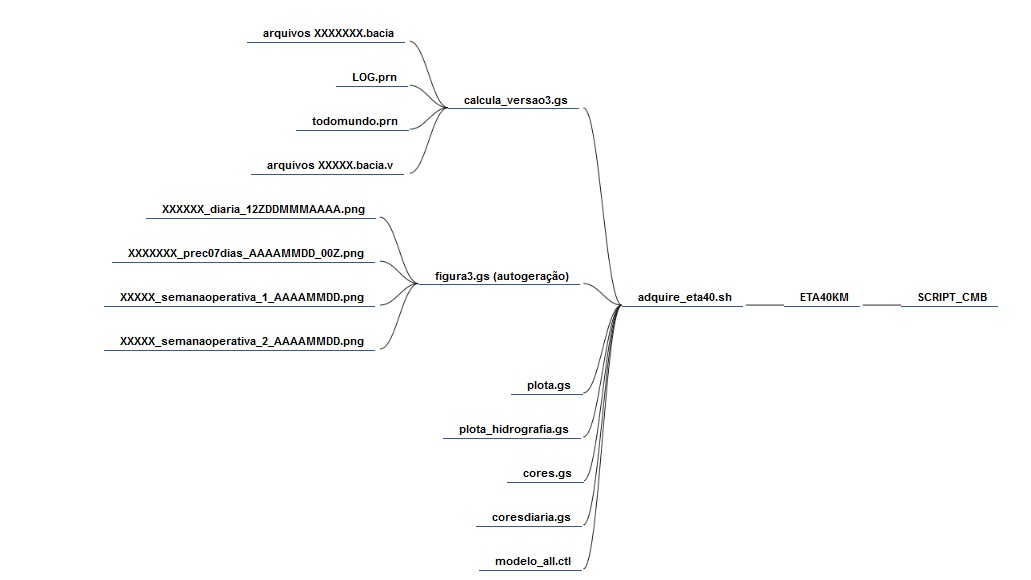 arquivos XXXXXXX.bacia
LOG.prn
calcula_versao3.gs
todomundo.prn
arquivos XXXXX.bacia.v
XXXXXX_diaria_12ZDDMMMAAAA.png
XXXXXXX_prec07dias_AAAAMMDD_00Z.png
figura3.gs (autogeração)
XXXXX_semanaoperativa_1_AAAAMMDD.png
adquire_eta40.sh
ETA40KM
SCRIPT_CMB
XXXXX_semanaoperativa_2_AAAAMMDD.png
plota.gs
plota_hidrografia.gs
cores.gs
coresdiaria.gs
modelo_all.ctl